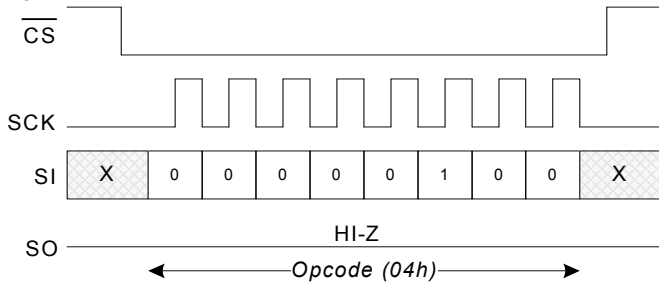 CS
SCK
SI X 0 0 0 0 0 1 0 0 X
HI-Z
SO
Opcode (04h)